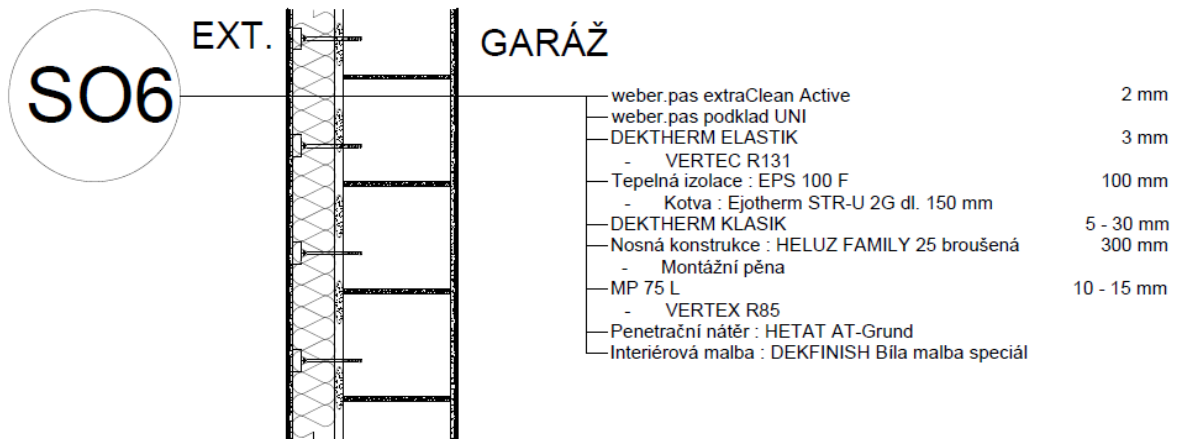 SO6
EXT.
GARÁŽ
weber.pas extraClean Active 2 mm
weber.pas podklad UNI
DEKTHERM ELASTIK 3 mm
- VERTEC R131
Tepelná izolace : EPS 100 F 100 mm
- Kotva : Ejotherm STR-U 2G dl. 150 mm
DEKTHERM KLASIK 5 - 30 mm
Nosná konstrukce : HELUZ FAMILY 25 broušená 300 mm
- Montážní pěna
MP 75 L 10 - 15 mm
- VERTEX R85
Penetrační nátěr : HETAT AT-Grund
Interiérová malba : DEKFINISH Bíla malba speciál